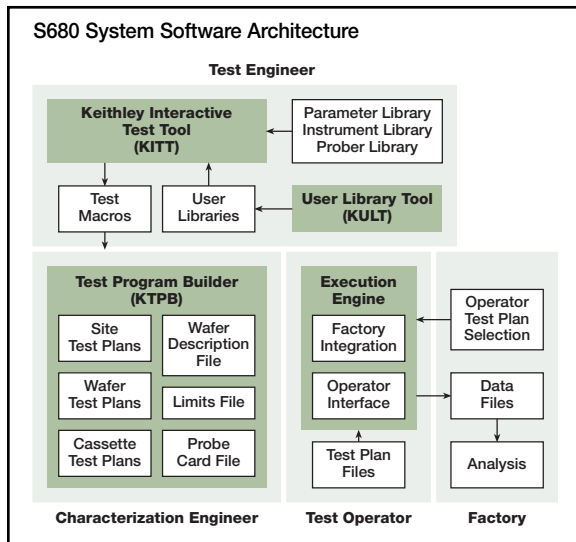 S680 System Software Architecture
Test Engineer
Keithley Interactive
Test Tool
(KITT)
Parameter Library
Instrument Library
Prober Library
Test
Macros
User
Libraries
User Library Tool
(KULT)
Test Program Builder
(KTPB)
Site
Test Plans
Wafer
Description
File
Wafer
Test Plans
Limits File
Cassette
Test Plans
Probe
Card File
Characterization Engineer
Execution
Engine
Factory
Integration
Operator
Interface
Test Plan
Files
Test Operator
Operator
Test Plan
Selection
Data
Files
Analysis
Factory